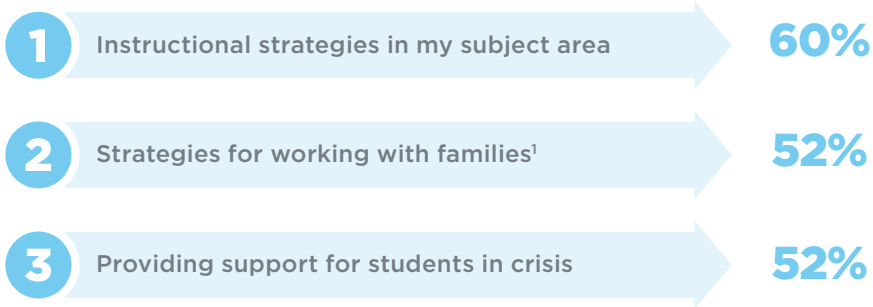 1 Instructional strategies in my subject area 60%
2 Strategies for working with families¹ 52%
3 Providing support for students in crisis 52%